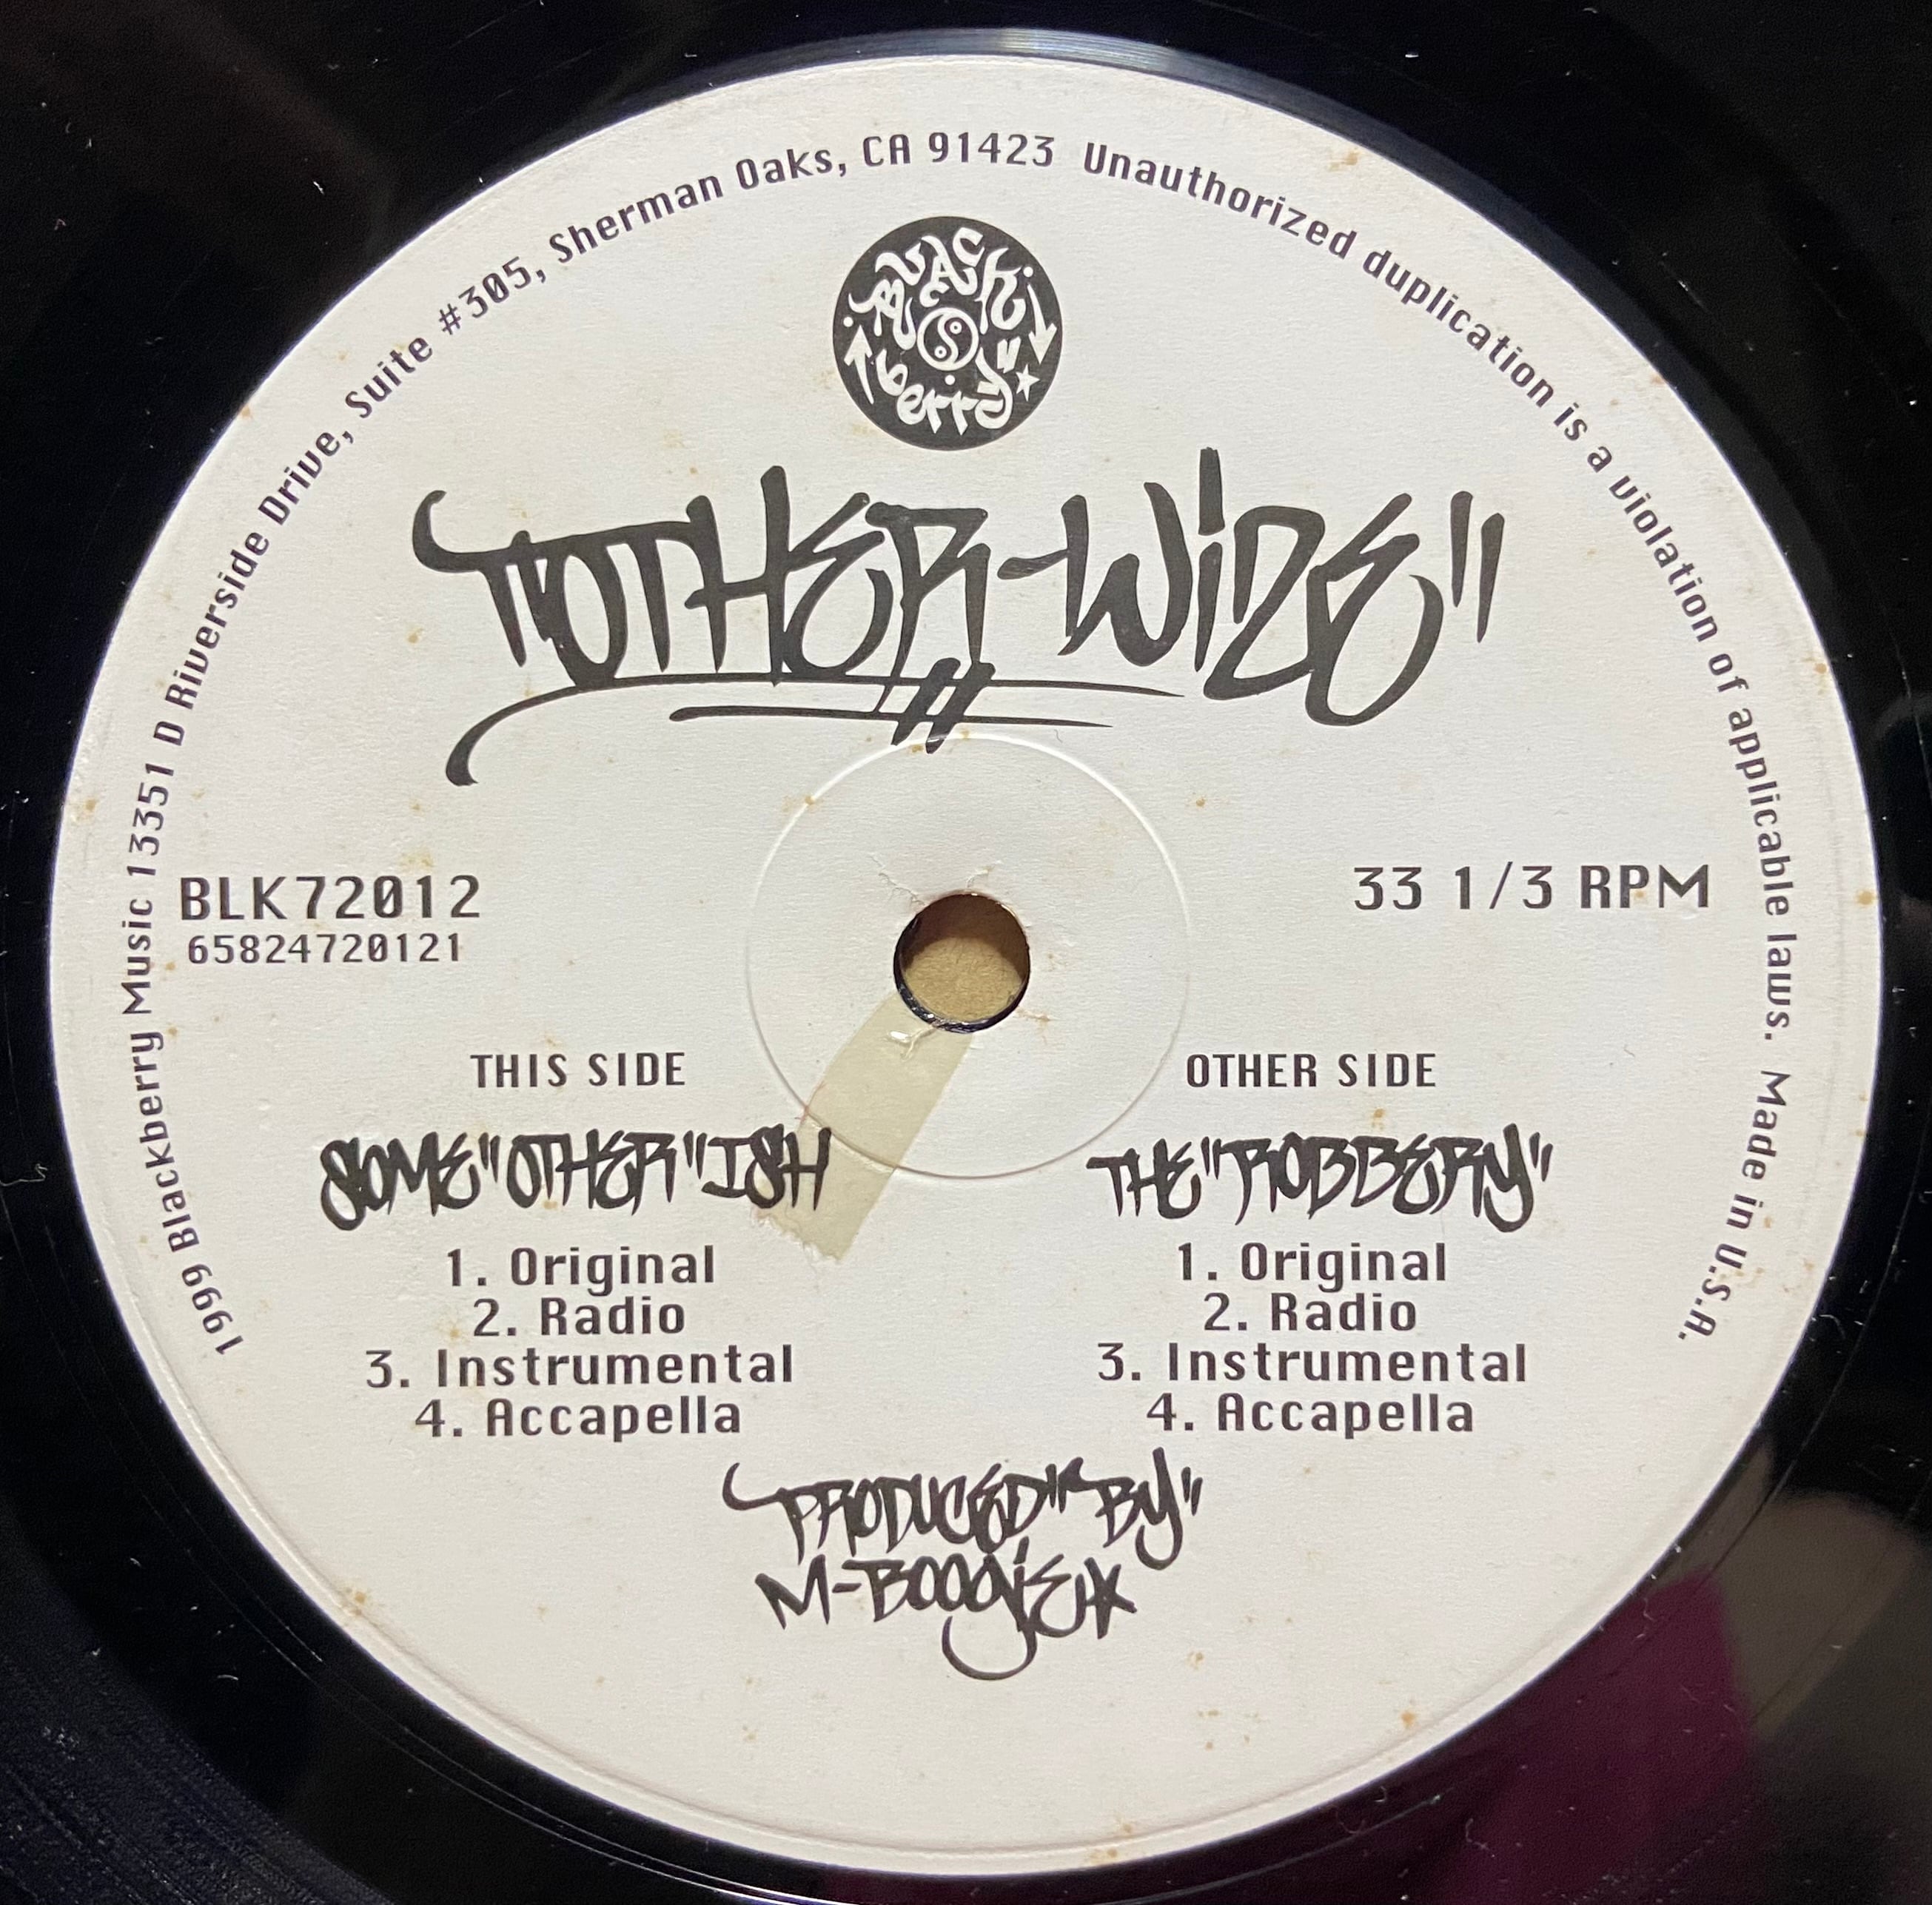 1999 Blackberry Music 13351 D Riverside Drive, Suite #305, Sherman Oaks, CA 91423 Unauthorized duplication is a violation of applicable laws. Made in U.S.A.
BLACK
berry
"OTHER-WIZE"
BLK72012
65824720121
33 1/3 RPM
THIS SIDE
SOME "OTHER" ISH
1. Original
2. Radio
3. Instrumental
4. Accapella
OTHER SIDE
THE "ROBBERY"
1. Original
2. Radio
3. Instrumental
4. Accapella
"PRODUCED" "BY"
M-BOOGIE